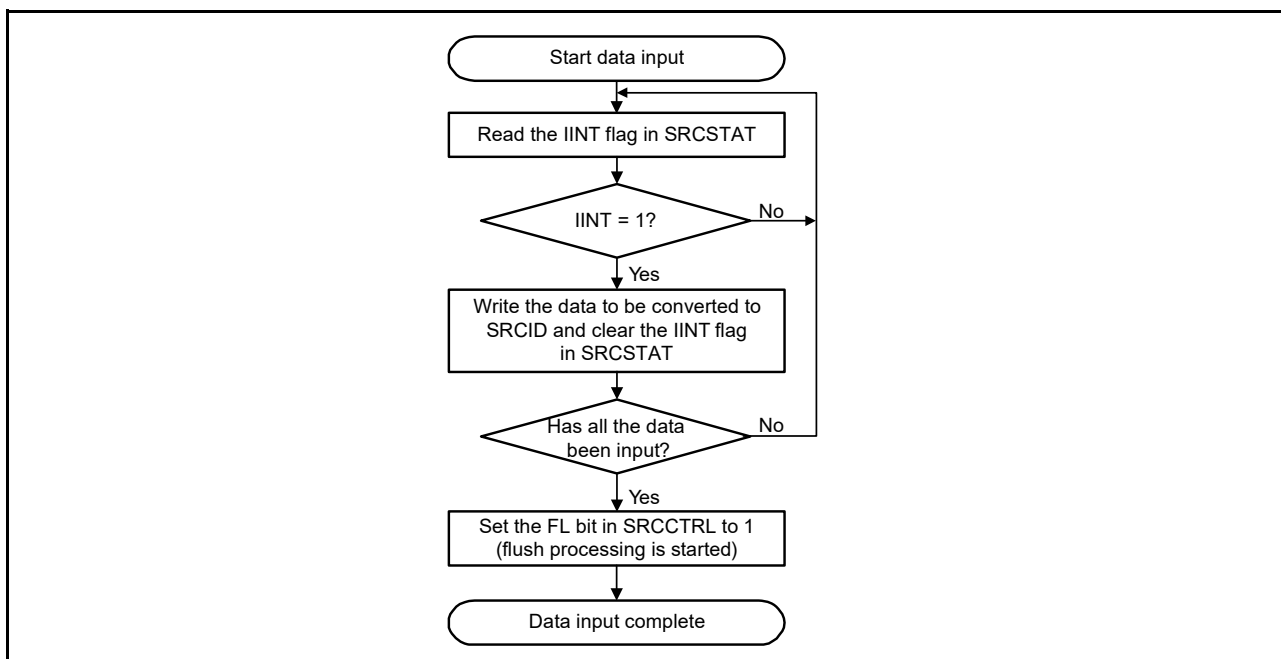 Start data input
Read the IINT flag in SRCSTAT
IINT = 1?
No
Yes
Write the data to be converted to
SRCID and clear the IINT flag
in SRCSTAT
Has all the data
been input?
No
Yes
Set the FL bit in SRCCTRL to 1
(flush processing is started)
Data input complete